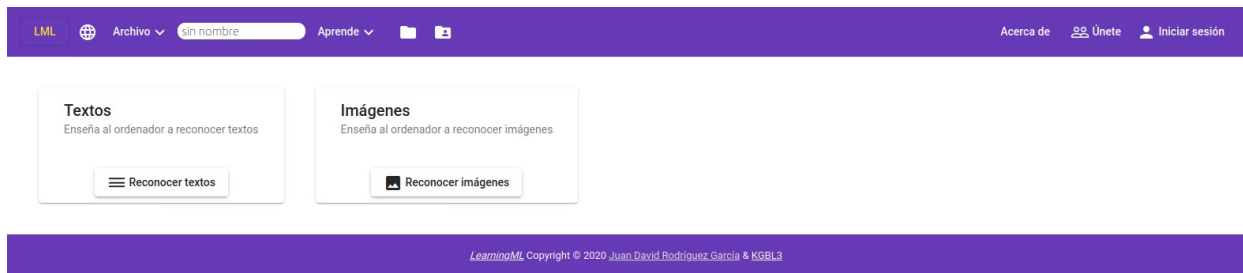 LML Archivo sin nombre Aprende Acerca de Únete Iniciar sesión
Textos
Enseña al ordenador a reconocer textos
Reconocer textos
Imágenes
Enseña al ordenador a reconocer imágenes
Reconocer imágenes
LearningML Copyright © 2020 Juan David Rodríguez García & KGBL3